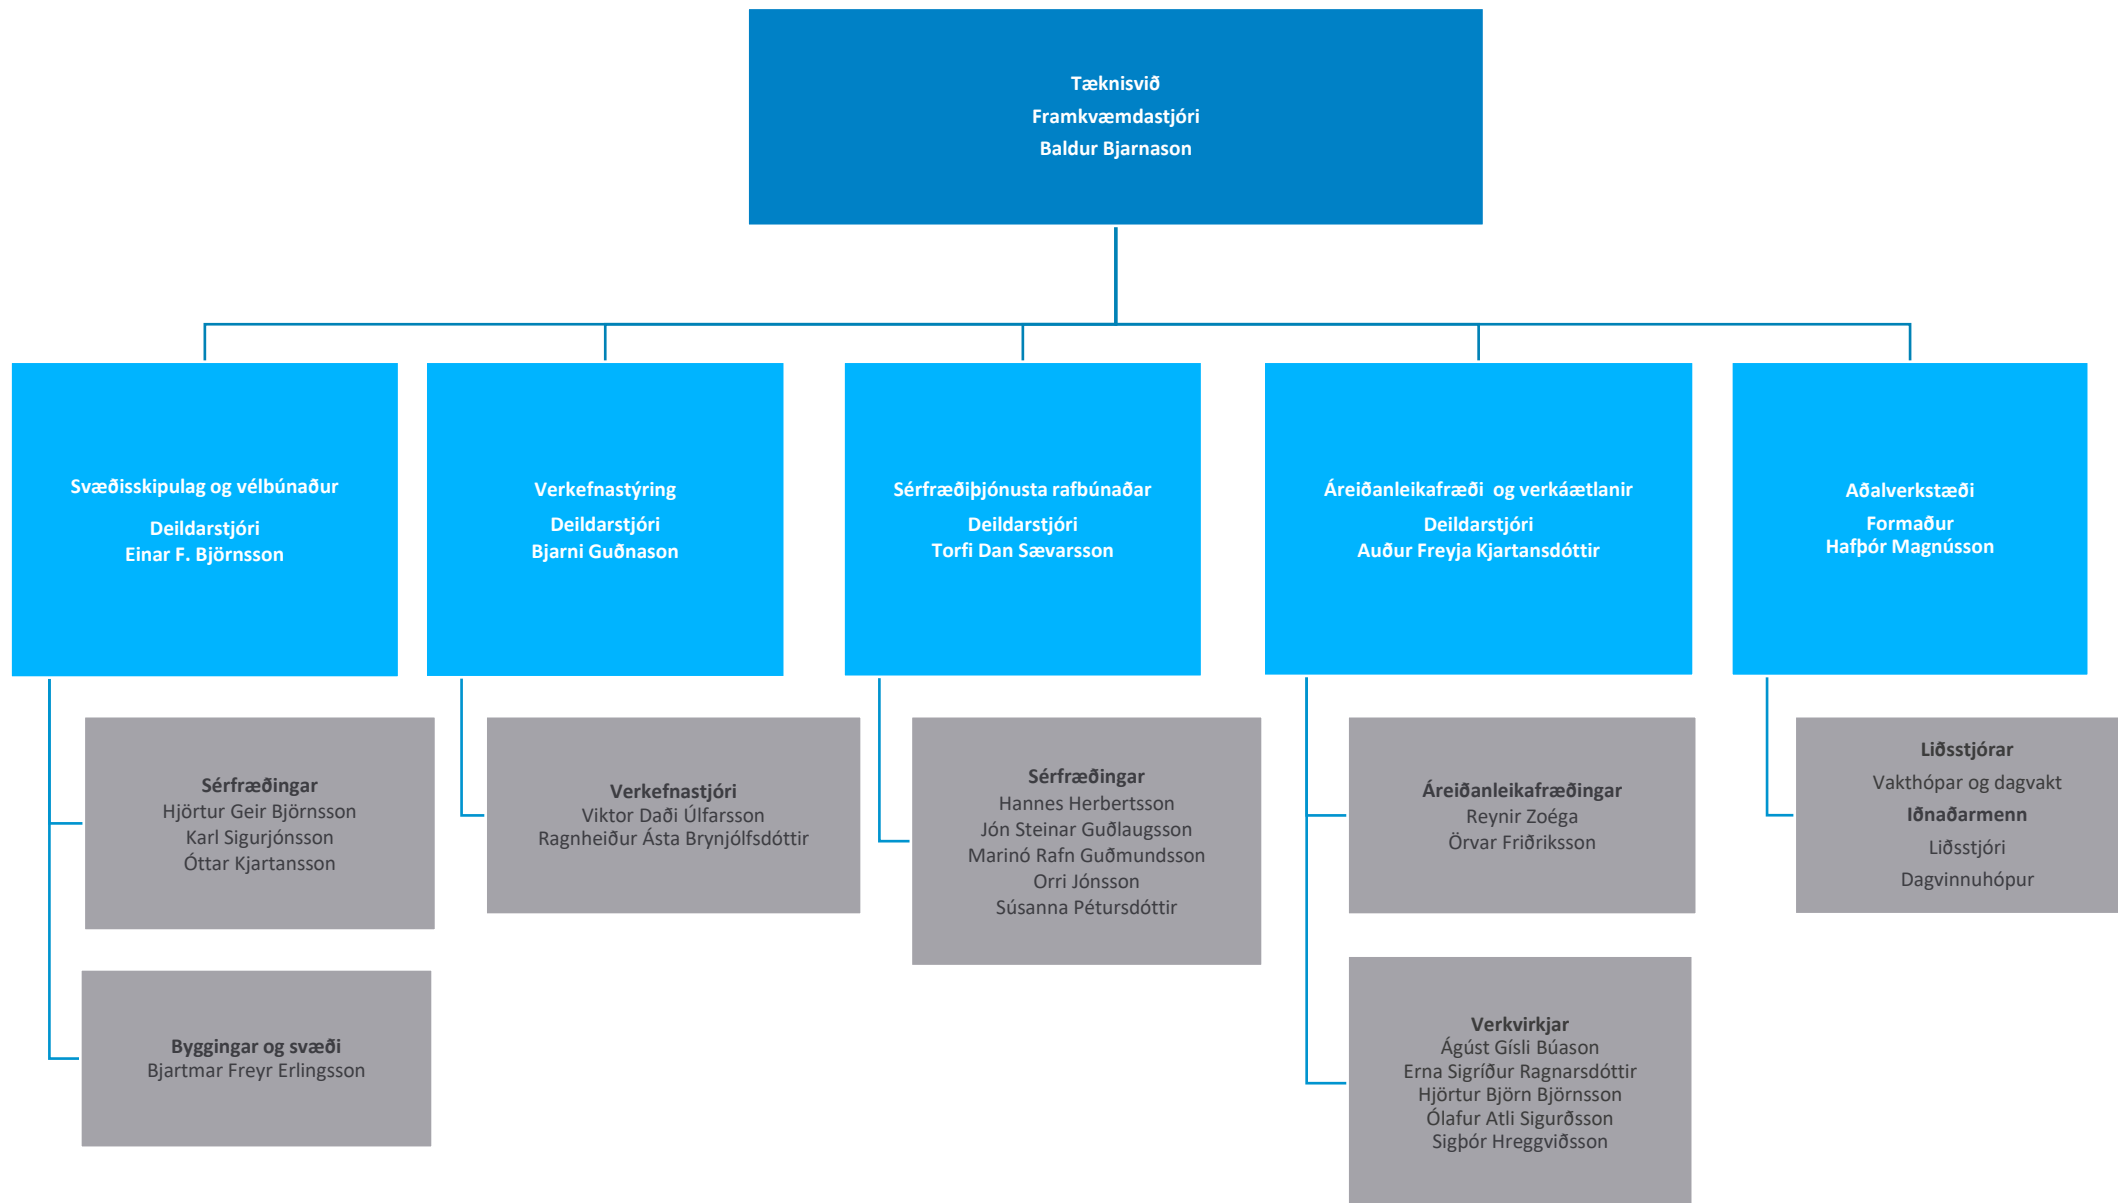 Tæknisvið
Framkvæmdastjóri
Baldur Bjarnason
Svæðisskipulag og vélbúnaður
Deildarstjóri
Einar F. Björnsson
Verkefnastýring
Deildarstjóri
Bjarni Guðnason
Sérfræðiþjónusta rafbúnaðar
Deildarstjóri
Torfi Dan Sævarsson
Áreiðanleikafræði og verkáætlanir
Deildarstjóri
Auður Freyja Kjartansdóttir
Aðalverkstæði
Formaður
Hafþór Magnússon
Sérfræðingar
Hjörtur Geir Björnsson
Karl Sigurjónsson
Óttar Kjartansson
Byggingar og svæði
Bjartmar Freyr Erlingsson
Verkefnastjóri
Viktor Daði Úlfarsson
Ragnheiður Ásta Brynjólfsdóttir
Sérfræðingar
Hannes Herbertsson
Jón Steinar Guðlaugsson
Marinó Rafn Guðmundsson
Orri Jónsson
Súsanna Pétursdóttir
Áreiðanleikafræðingar
Reynir Zoéga
Örvar Friðriksson
Verkvirkjar
Ágúst Gísli Búason
Erna Sigríður Ragnarsdóttir
Hjörtur Björn Björnsson
Ólafur Atli Sigurðsson
Sigþór Hreggviðsson
Liðsstjórar
Vakthópar og dagvakt
Iðnaðarmenn
Liðsstjóri
Dagvinnuhópur